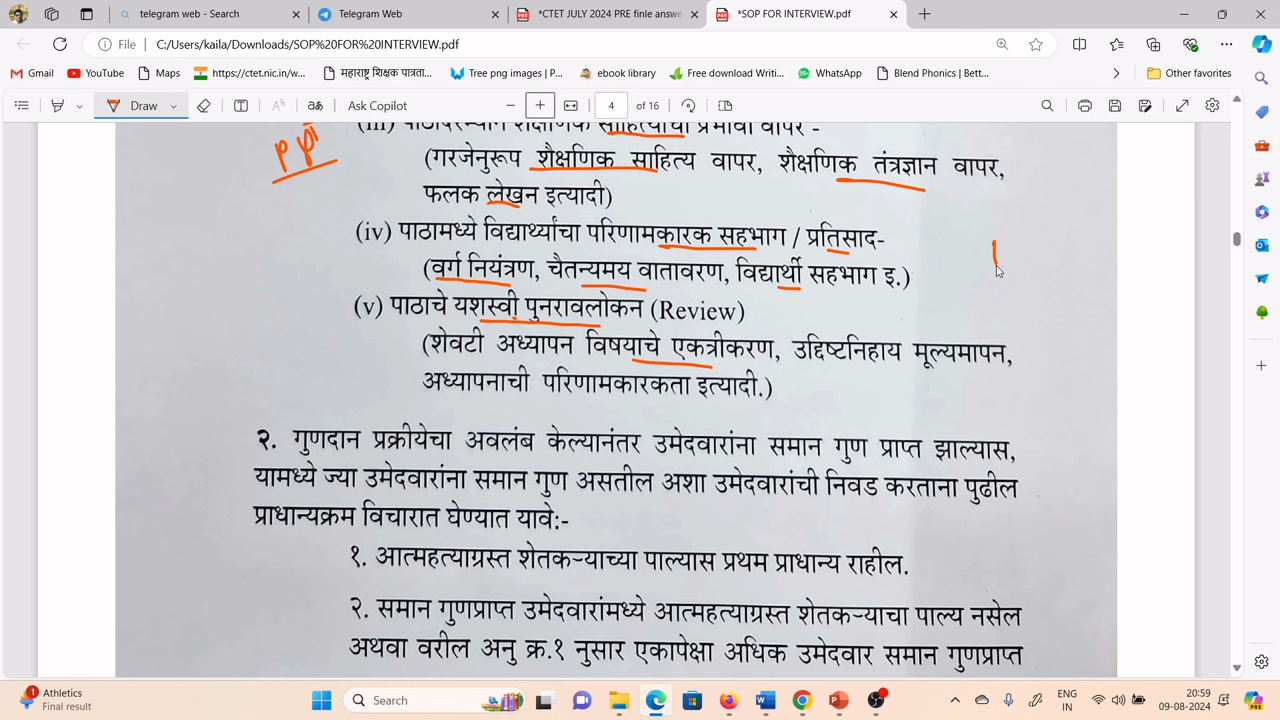 telegram web - Search
Telegram Web
*CTET JULY 2024 PRE finle answe
*SOP FOR INTERVIEW.pdf
File
C:/Users/kaila/Downloads/SOP%20FOR%20INTERVIEW.pdf
Gmail
YouTube
Maps
https://ctet.nic.in/we...
महाराष्ट्र शिक्षक पात्रता...
Tree png images | P...
ebook library
Free download Writi...
WhatsApp
Blend Phonics | Bett...
Other favorites
Draw
Ask Copilot
4 of 16
(iii) पाठादरम्यान शैक्षणिक साहित्याचा प्रभावी वापर -
(गरजेनुरूप शैक्षणिक साहित्य वापर, शैक्षणिक तंत्रज्ञान वापर,
फलक लेखन इत्यादी)
(iv) पाठामध्ये विद्यार्थ्यांचा परिणामकारक सहभाग / प्रतिसाद-
(वर्ग नियंत्रण, चैतन्यमय वातावरण, विद्यार्थी सहभाग इ.)
(v) पाठाचे यशस्वी पुनरावलोकन (Review)
(शेवटी अध्यापन विषयाचे एकत्रीकरण, उद्दिष्टनिहाय मूल्यमापन,
अध्यापनाची परिणामकारकता इत्यादी.)
२. गुणदान प्रक्रीयेचा अवलंब केल्यानंतर उमेदवारांना समान गुण प्राप्त झाल्यास,
यामध्ये ज्या उमेदवारांना समान गुण असतील अशा उमेदवारांची निवड करताना पुढील
प्राधान्यक्रम विचारात घेण्यात यावे:-
१. आत्महत्याग्रस्त शेतकऱ्याच्या पाल्यास प्रथम प्राधान्य राहील.
२. समान गुणप्राप्त उमेदवारांमध्ये आत्महत्याग्रस्त शेतकऱ्याचा पाल्य नसेल
अथवा वरील अनु क्र.१ नुसार एकापेक्षा अधिक उमेदवार समान गुणप्राप्त
Athletics
Final result
Search
ENG
IN
20:59
09-08-2024